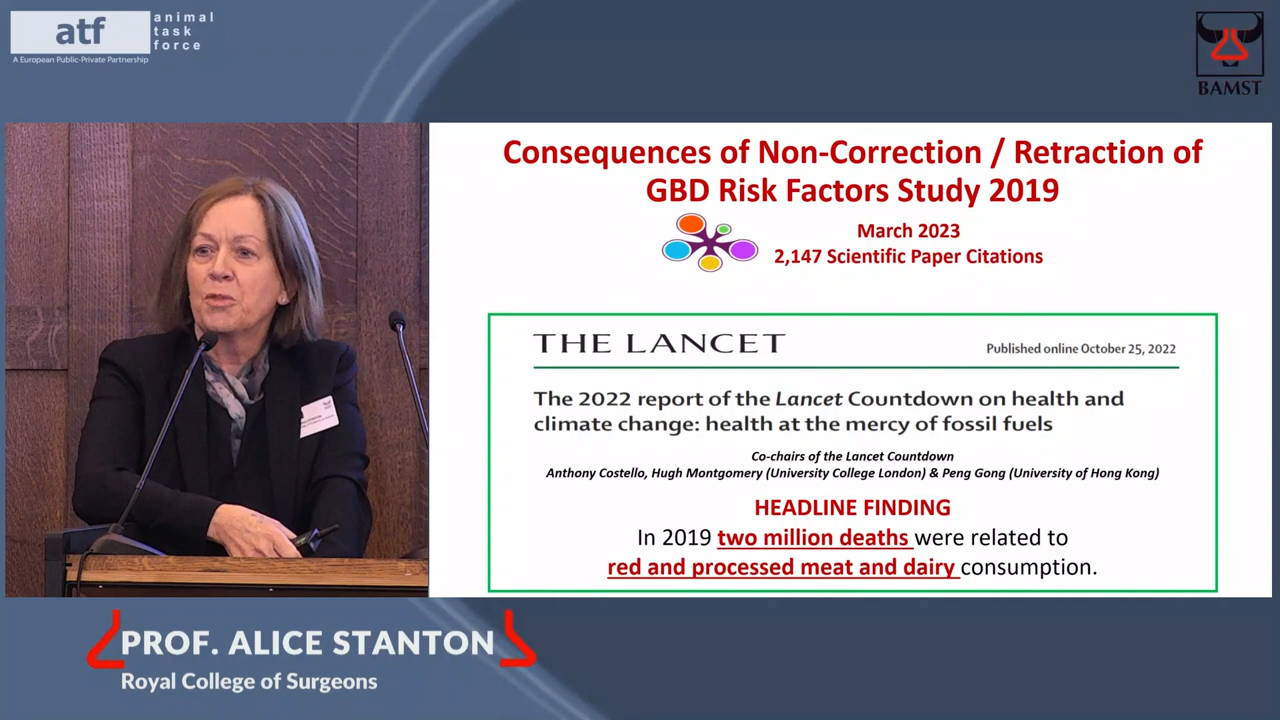 atf
animal
task
force
A European Public-Private Partnership
BAMST
Consequences of Non-Correction / Retraction of
GBD Risk Factors Study 2019
March 2023
2,147 Scientific Paper Citations
THE LANCET
Published online October 25, 2022
The 2022 report of the Lancet Countdown on health and
climate change: health at the mercy of fossil fuels
Co-chairs of the Lancet Countdown
Anthony Costello, Hugh Montgomery (University College London) & Peng Gong (University of Hong Kong)
HEADLINE FINDING
In 2019 two million deaths were related to
red and processed meat and dairy consumption.
PROF. ALICE STANTON
Royal College of Surgeons